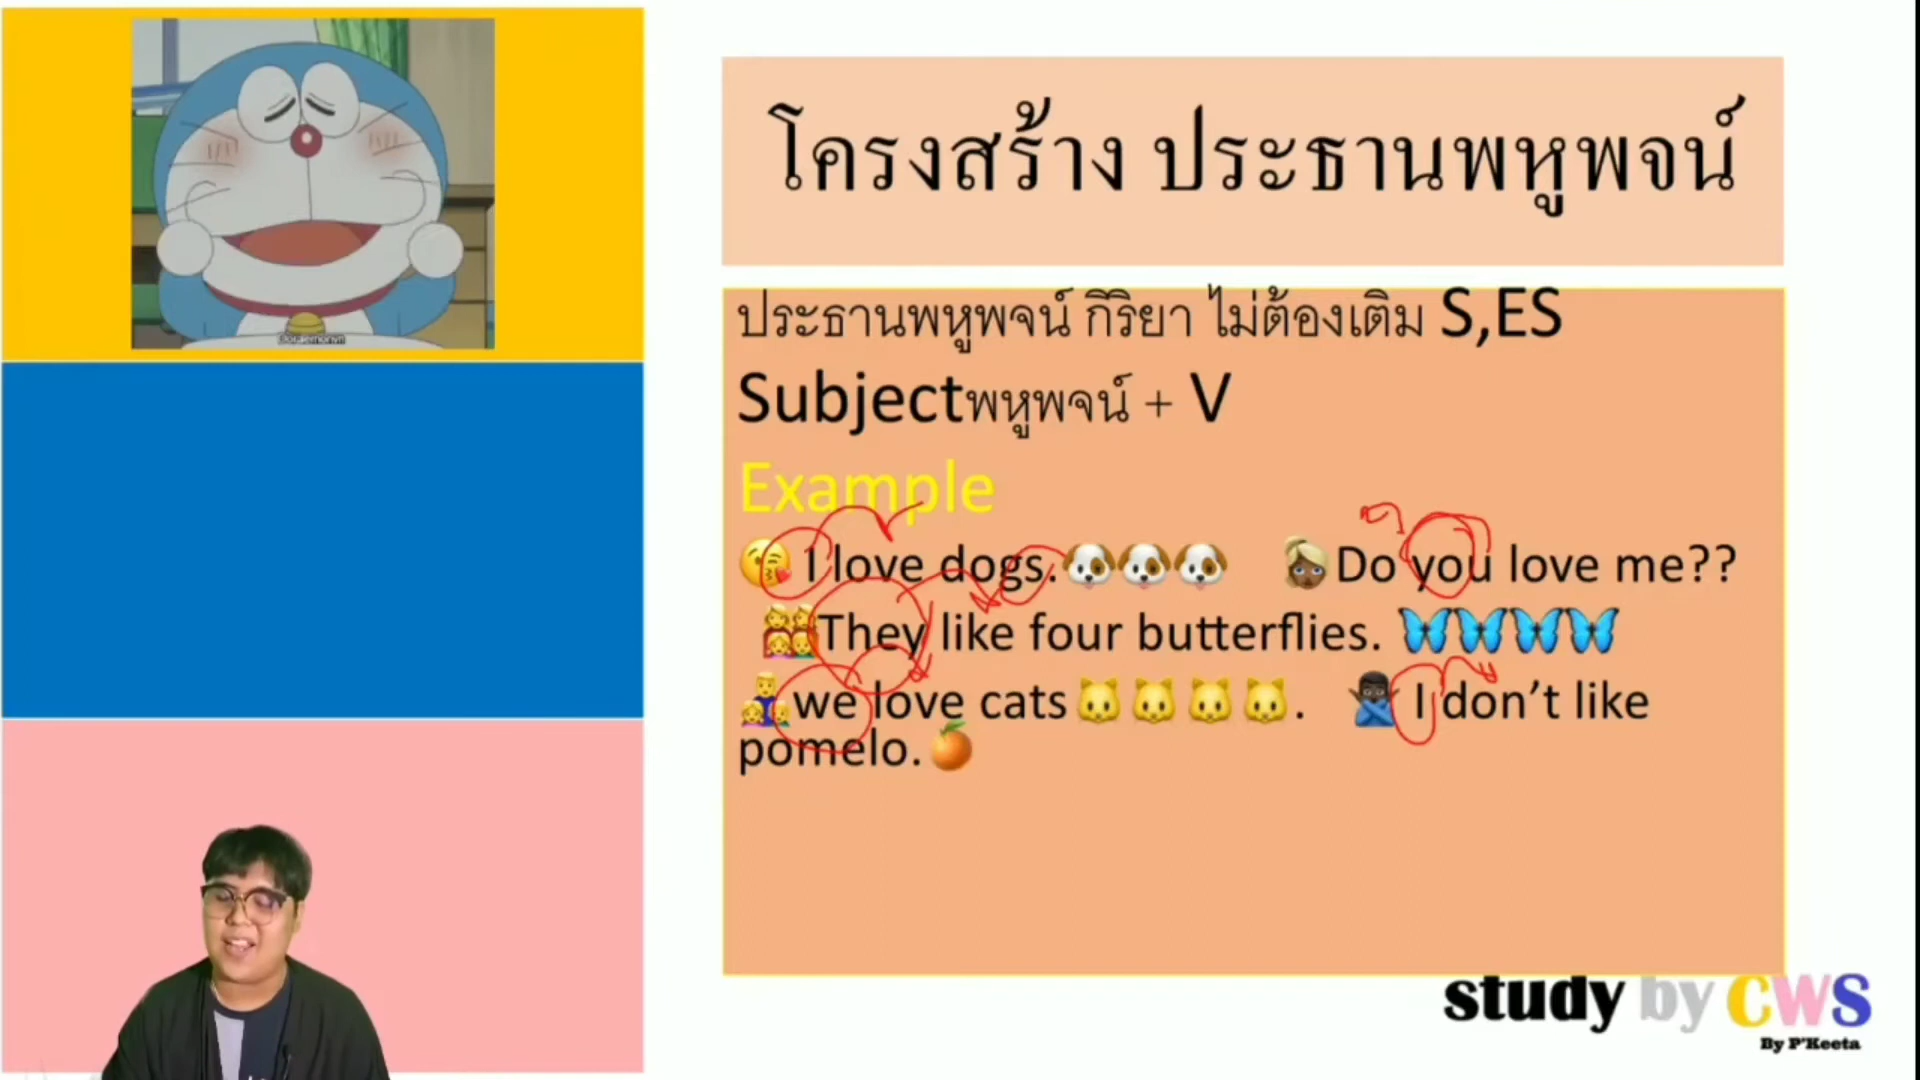 โครงสร้าง ประธานพหูพจน์
ประธานพหูพจน์ กิริยา ไม่ต้องเติม S,ES
Subjectพหูพจน์ + V
Example
😘 I love dogs.🐶🐶🐶 Do you love me??
They like four butterflies. 🦋🦋🦋🦋
we love cats🐱🐱🐱🐱. I don’t like
pomelo.🍊
study by CWS
By P'Keeta